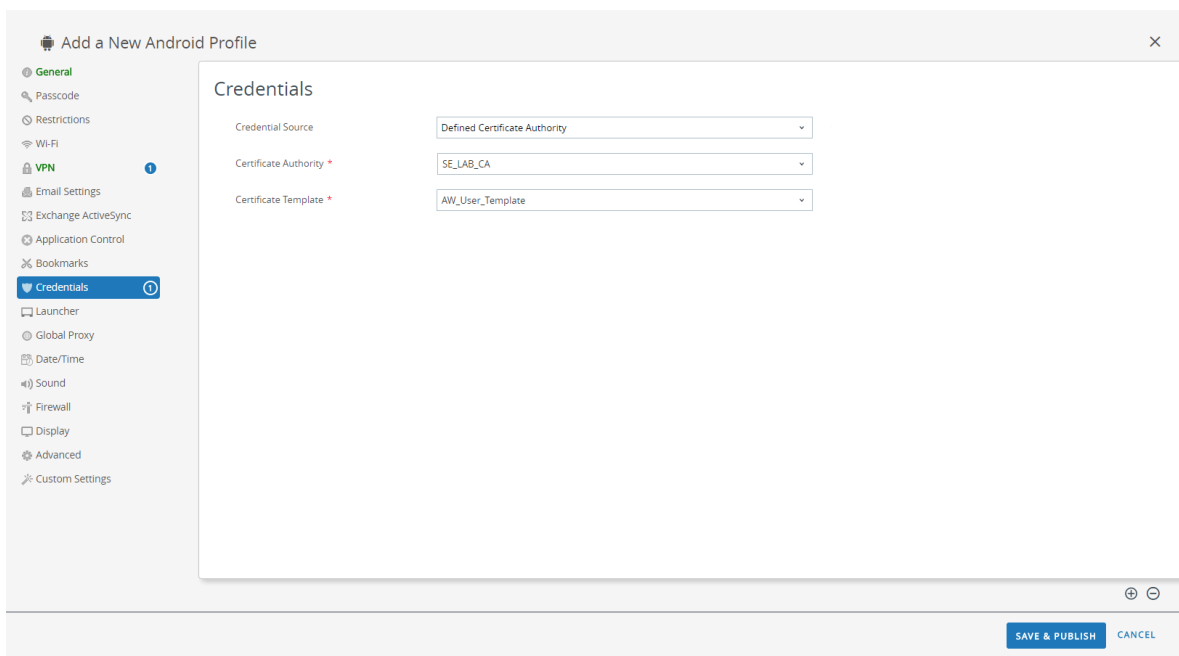 Add a New Android Profile
General
Passcode
Restrictions
Wi-Fi
VPN 1
Email Settings
Exchange ActiveSync
Application Control
Bookmarks
Credentials 1
Launcher
Global Proxy
Date/Time
Sound
Firewall
Display
Advanced
Custom Settings
Credentials
Credential Source Defined Certificate Authority
Certificate Authority * SE_LAB_CA
Certificate Template * AW_User_Template
SAVE & PUBLISH CANCEL